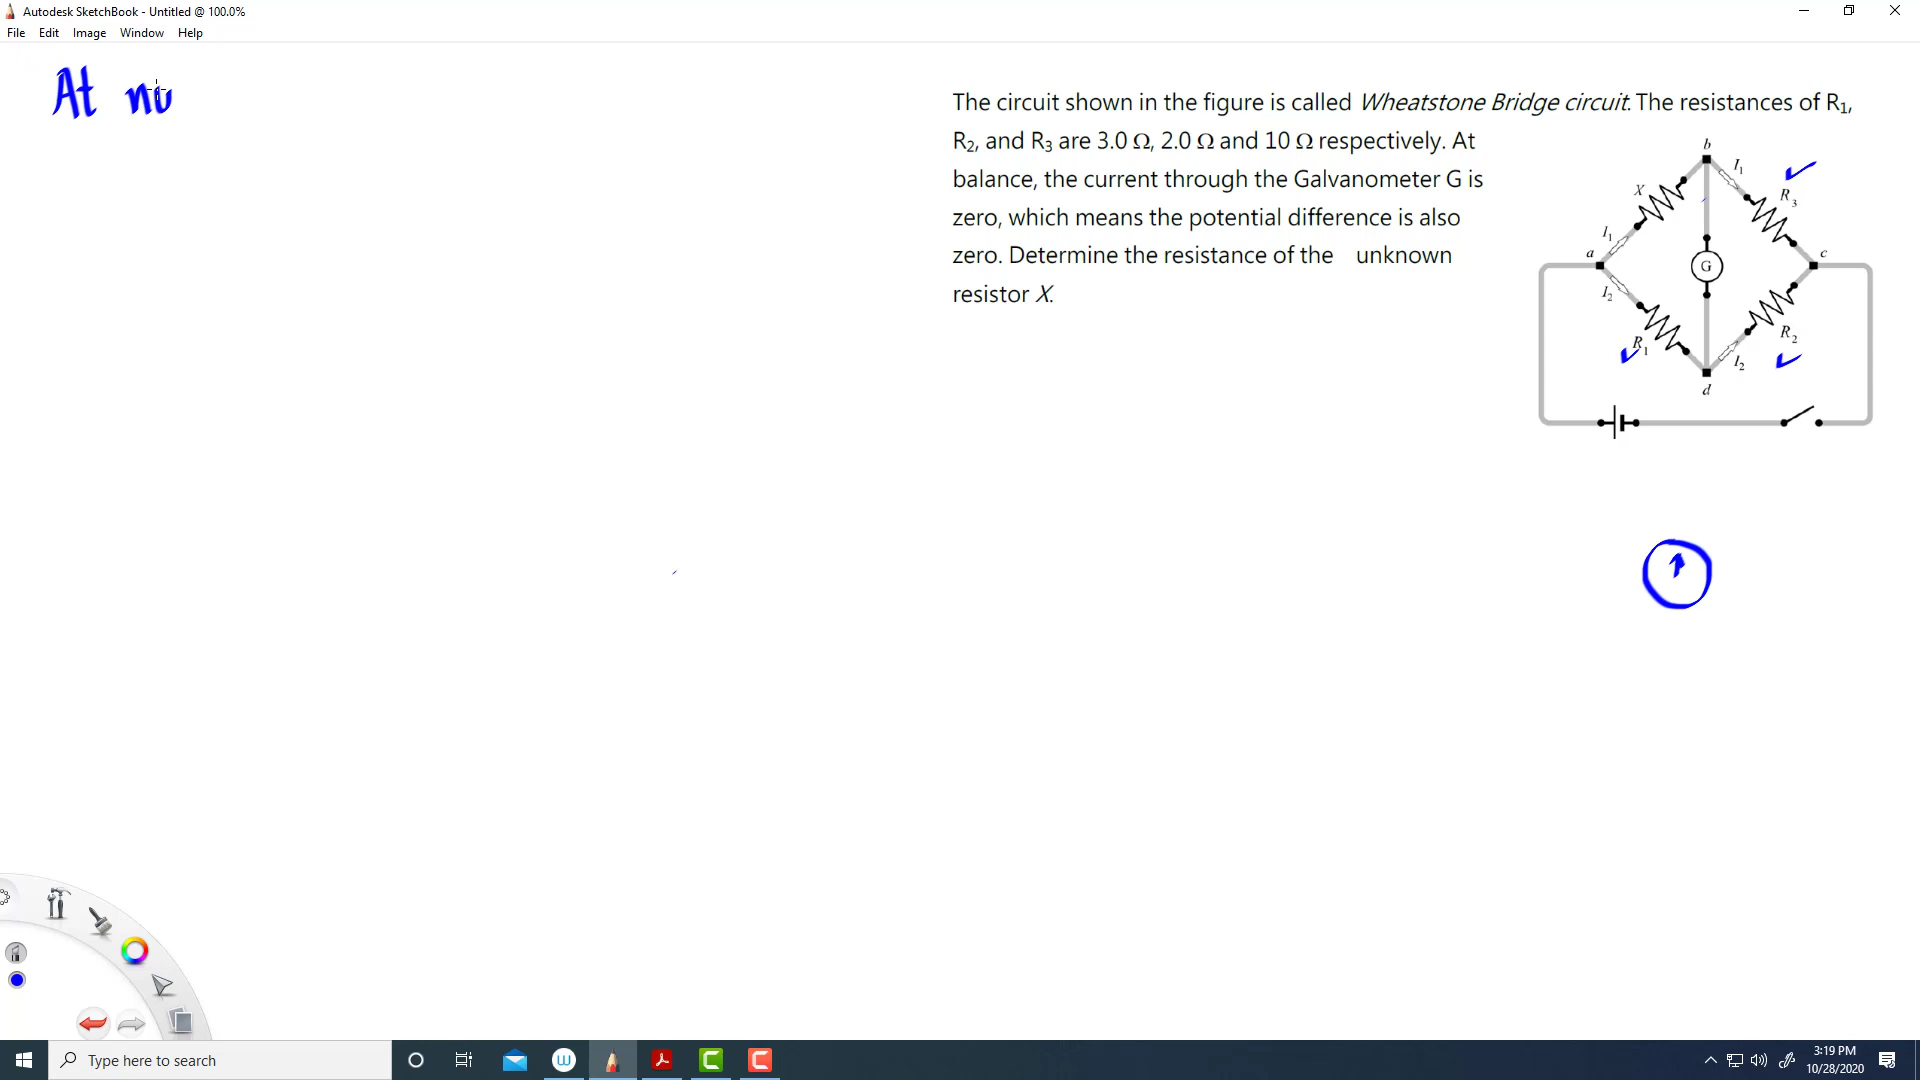 Autodesk SketchBook - Untitled @ 100.0%
File Edit Image Window Help
At nu
The circuit shown in the figure is called Wheatstone Bridge circuit. The resistances of R₁,
R₂, and R₃ are 3.0 Ω, 2.0 Ω and 10 Ω respectively. At
balance, the current through the Galvanometer G is
zero, which means the potential difference is also
zero. Determine the resistance of the unknown
resistor X.
b
I₁
X
R₃
I₁
a
c
G
I₂
R₁
R₂
I₂
d
Type here to search
3:19 PM
10/28/2020